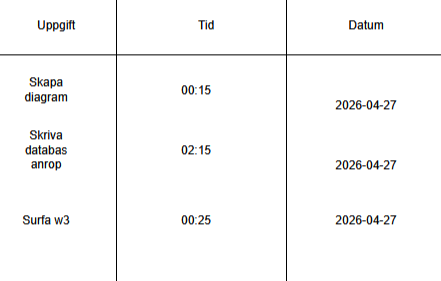 Uppgift Tid Datum
Skapa
diagram
00:15
2026-04-27
Skriva
databas
anrop
02:15
2026-04-27
Surfa w3 00:25 2026-04-27